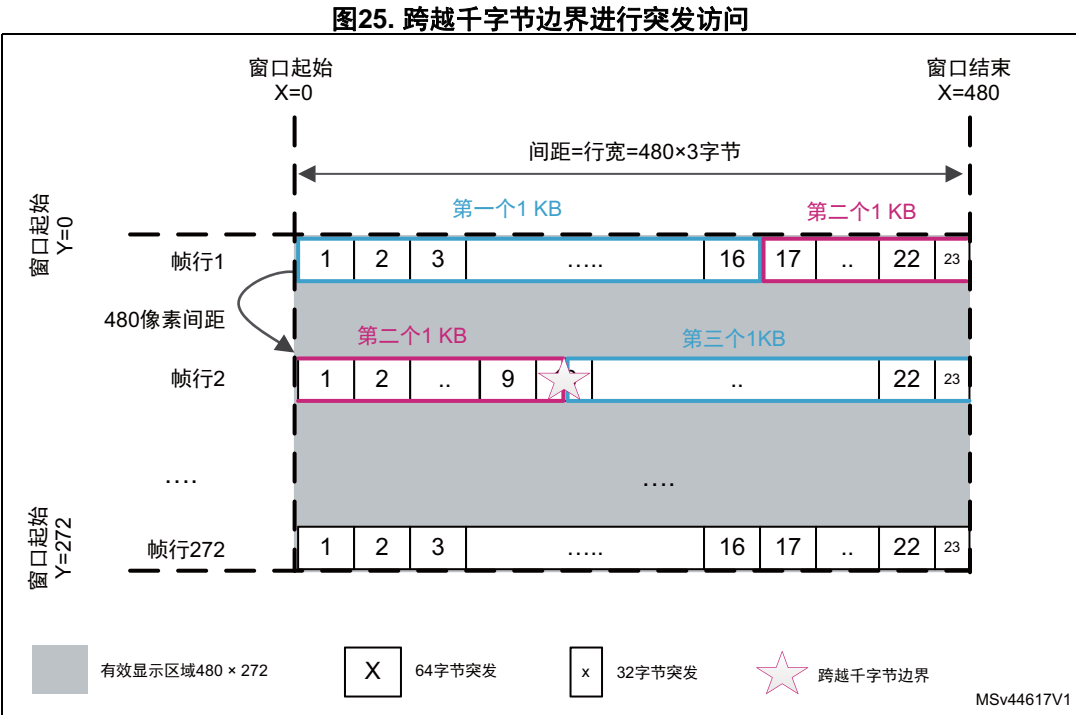 图25. 跨越千字节边界进行突发访问
窗口起始
X=0
窗口结束
X=480
间距=行宽=480×3字节
窗口起始
Y=0
第一个1 KB
第二个1 KB
帧行1
1 2 3 ..... 16 17 .. 22 23
480像素间距
第二个1 KB
第三个1KB
帧行2
1 2 .. 9 .. 22 23
....
....
窗口起始
Y=272
帧行272
1 2 3 ..... 16 17 .. 22 23
有效显示区域480 × 272
X 64字节突发
x 32字节突发
跨越千字节边界
MSv44617V1